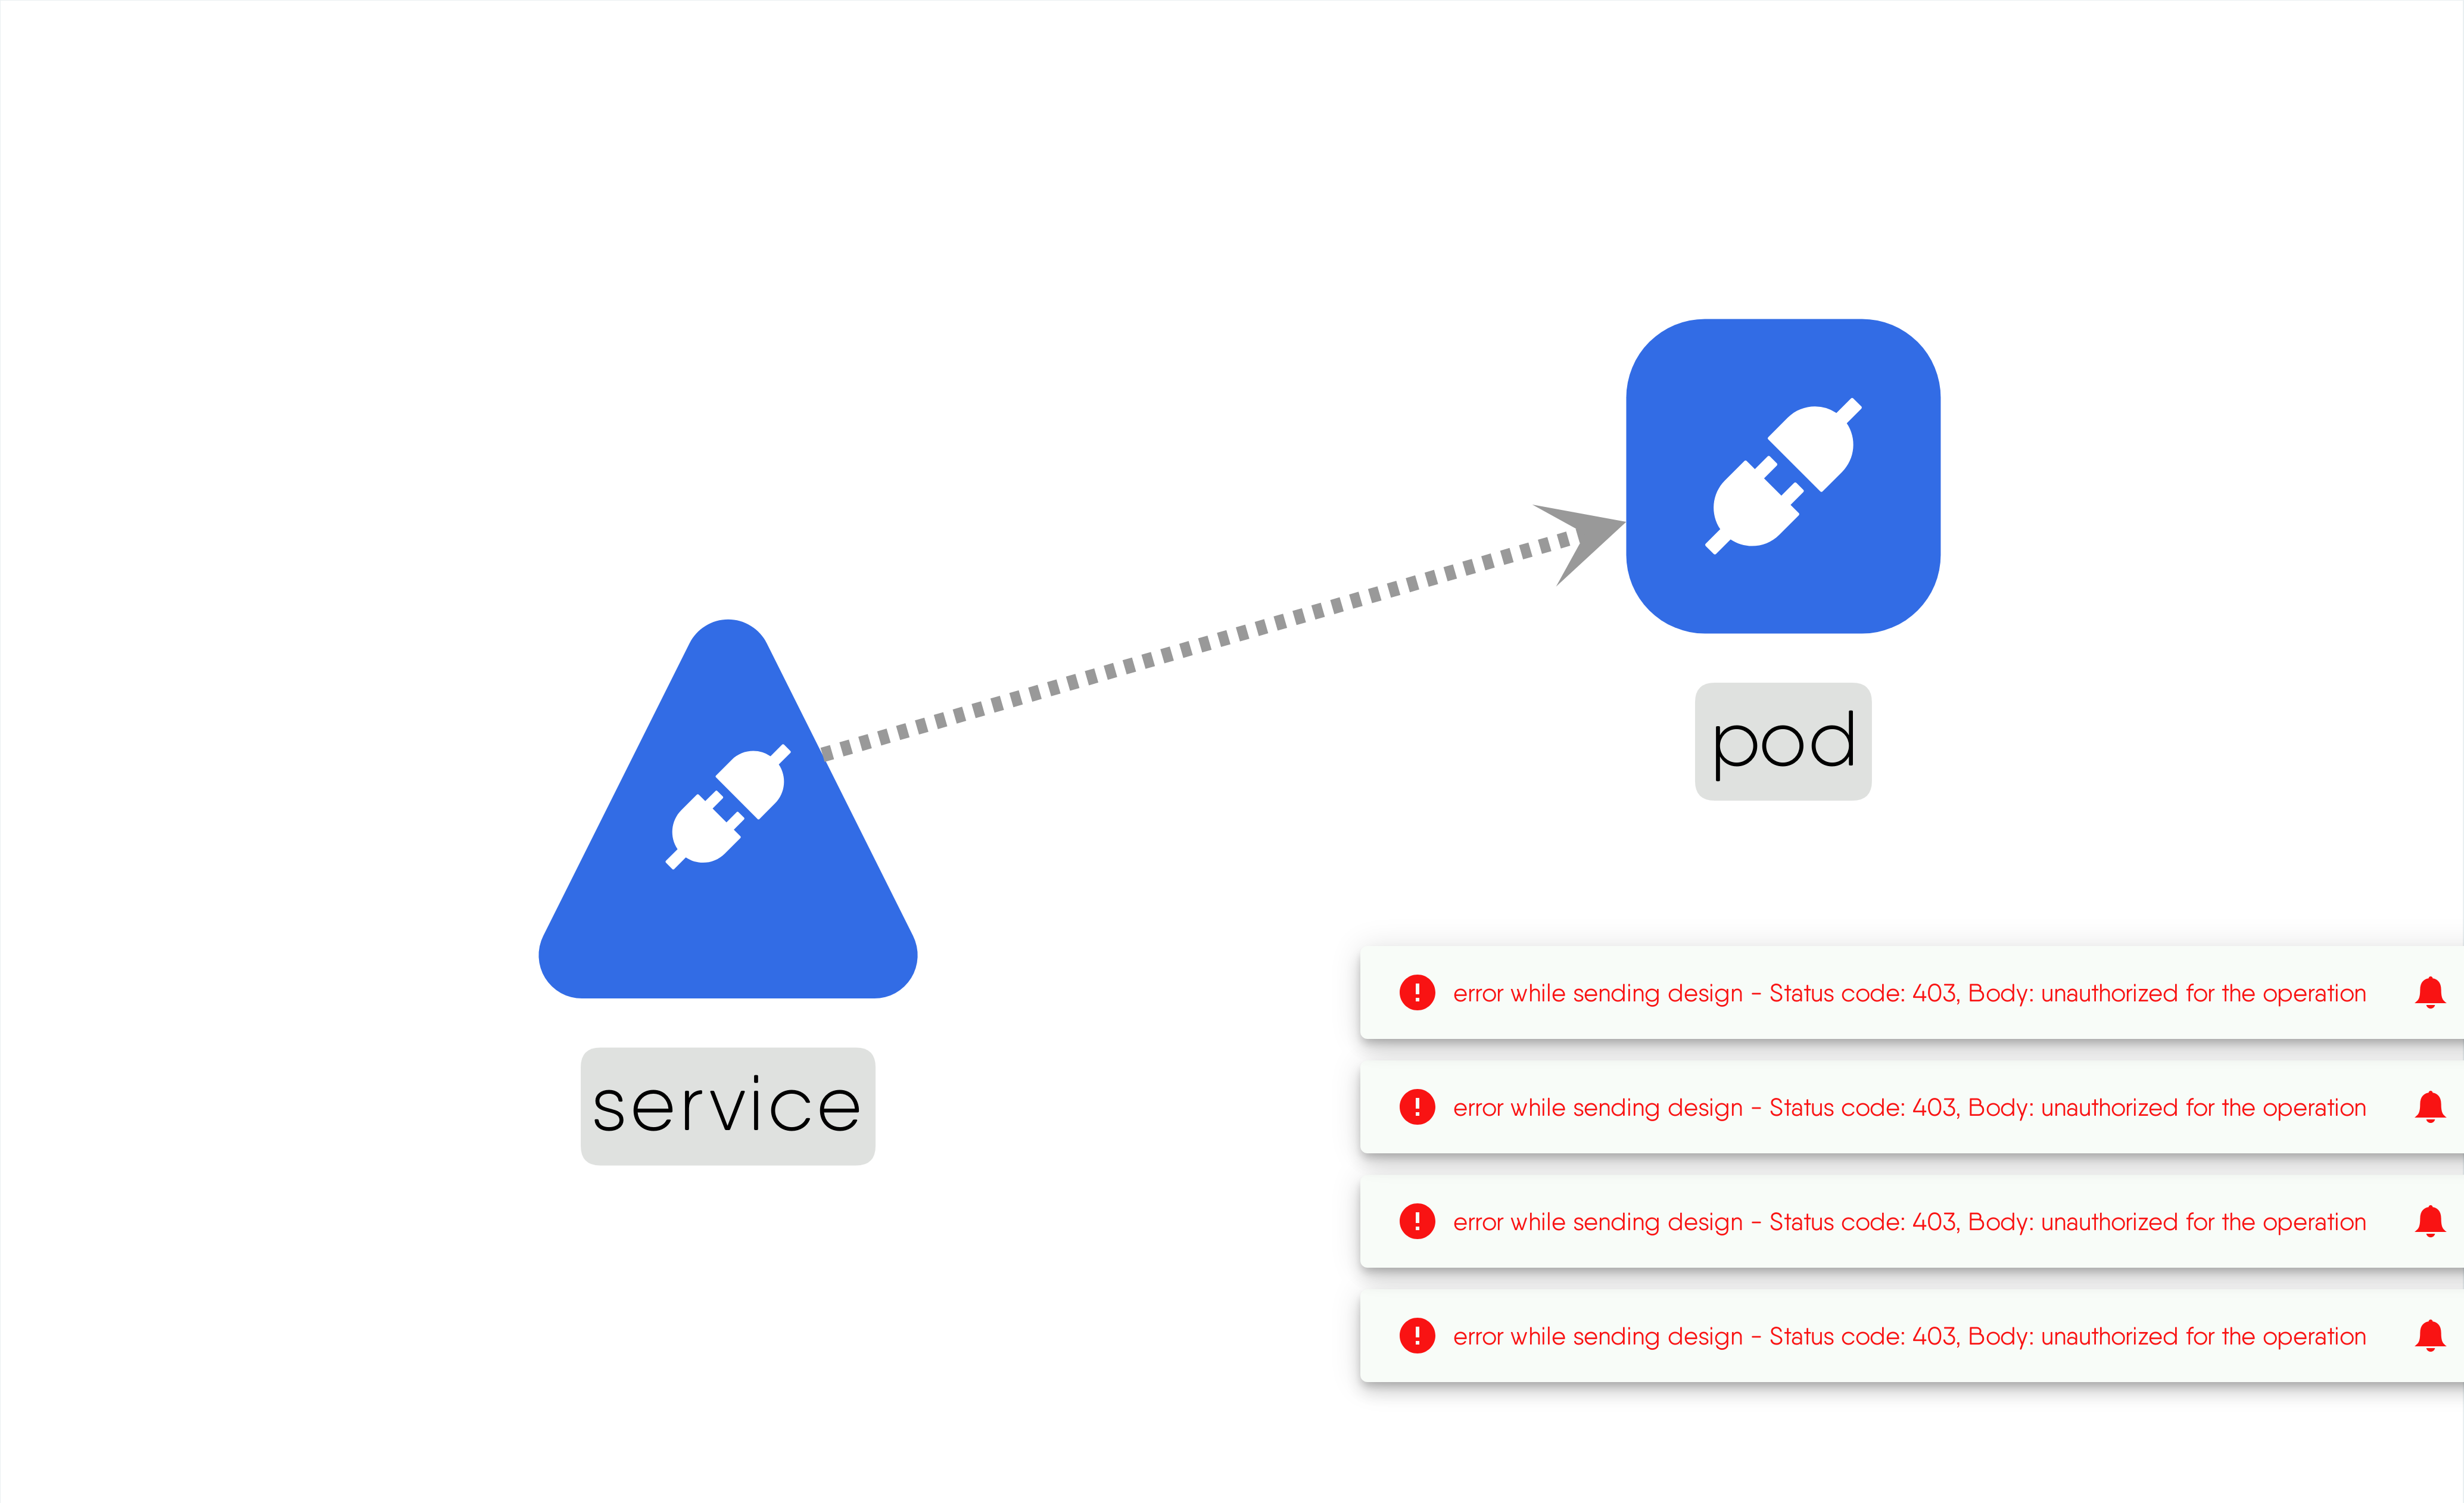 pod
service
error while sending design - Status code: 403, Body: unauthorized for the operation
error while sending design - Status code: 403, Body: unauthorized for the operation
error while sending design - Status code: 403, Body: unauthorized for the operation
error while sending design - Status code: 403, Body: unauthorized for the operation